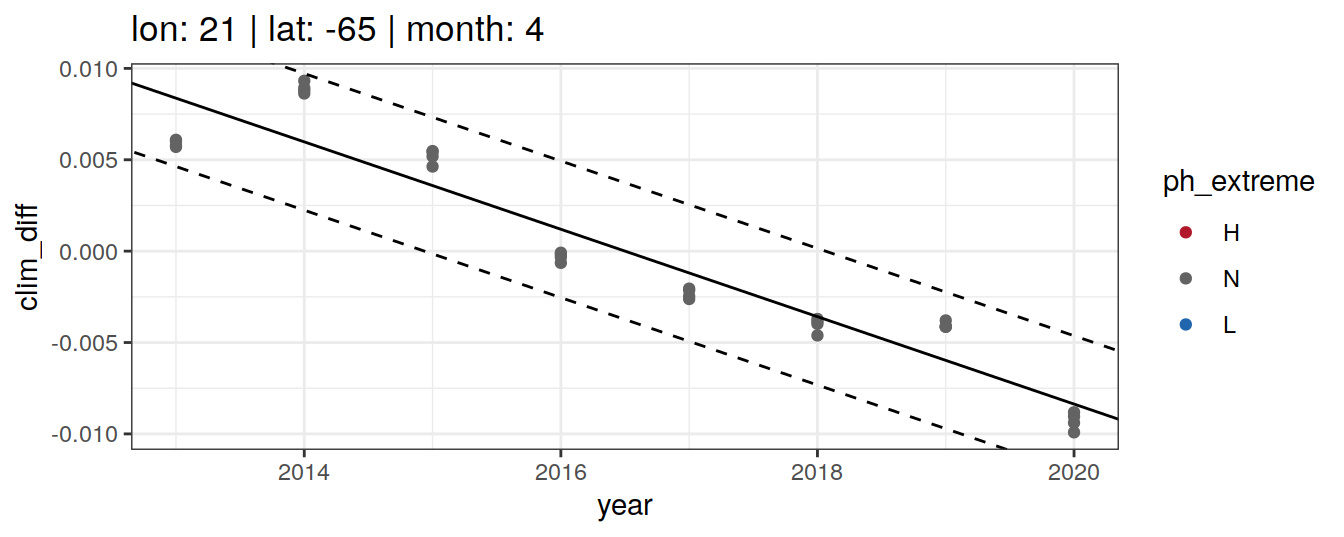 lon: 21 | lat: -65 | month: 4
0.010
0.005
0.000
-0.005
-0.010
clim_diff
2014
2016
2018
2020
year
ph_extreme
H
N
L